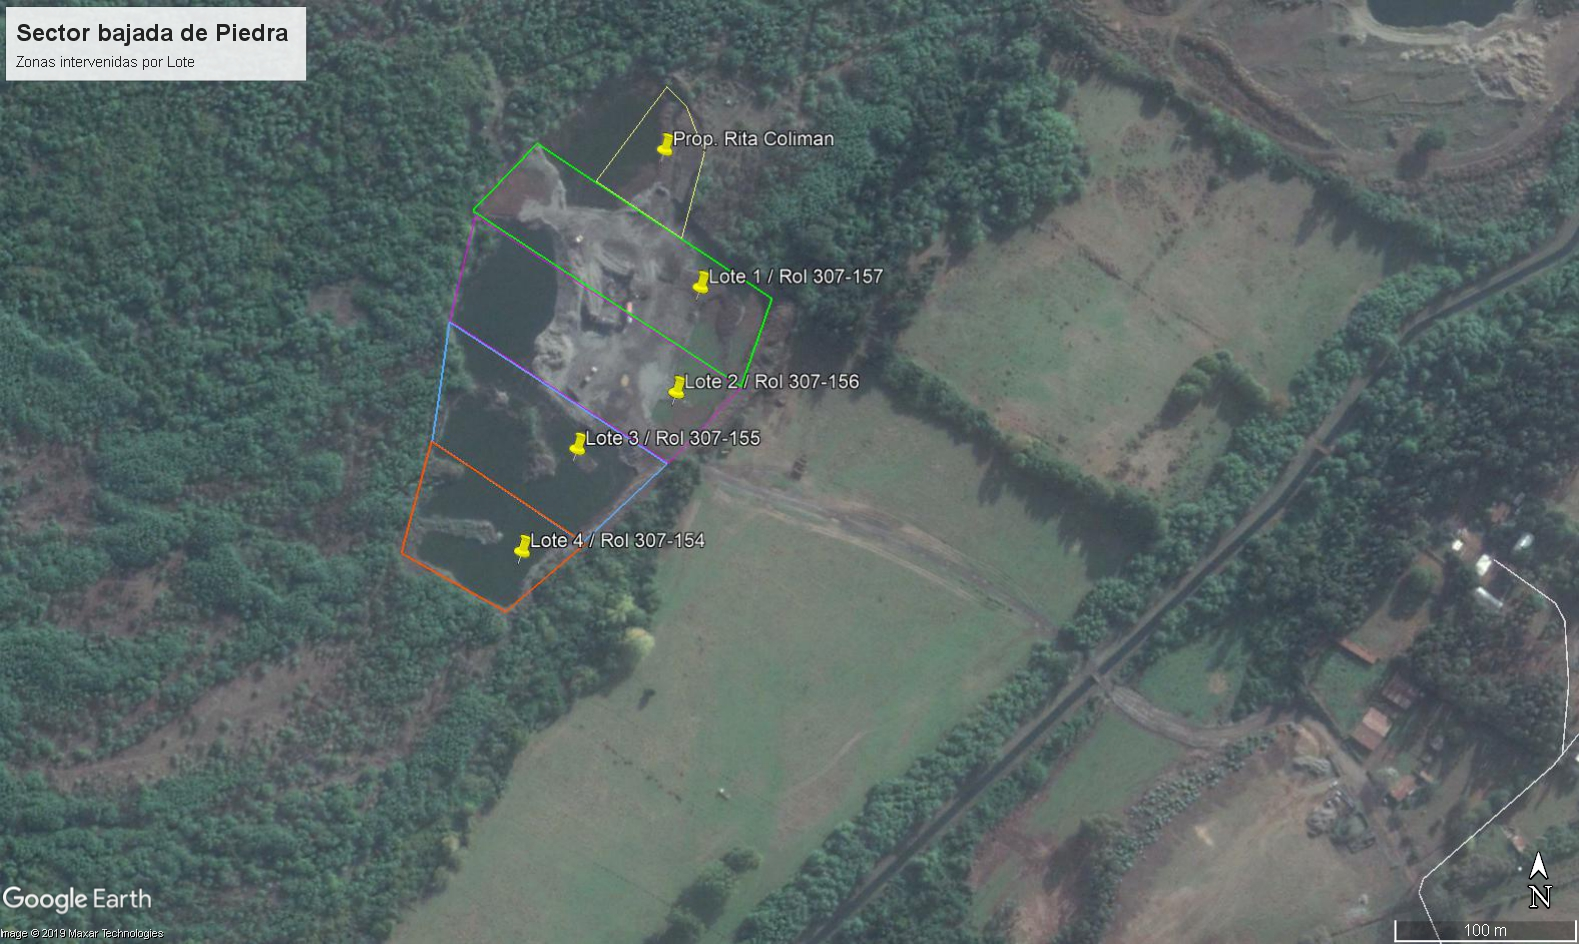 Sector bajada de Piedra
Zonas intervenidas por Lote
Prop. Rita Coliman
Lote 1 / Rol 307-157
Lote 2 / Rol 307-156
Lote 3 / Rol 307-155
Lote 4 / Rol 307-154
Google Earth
Image © 2019 Maxar Technologies
N
100 m